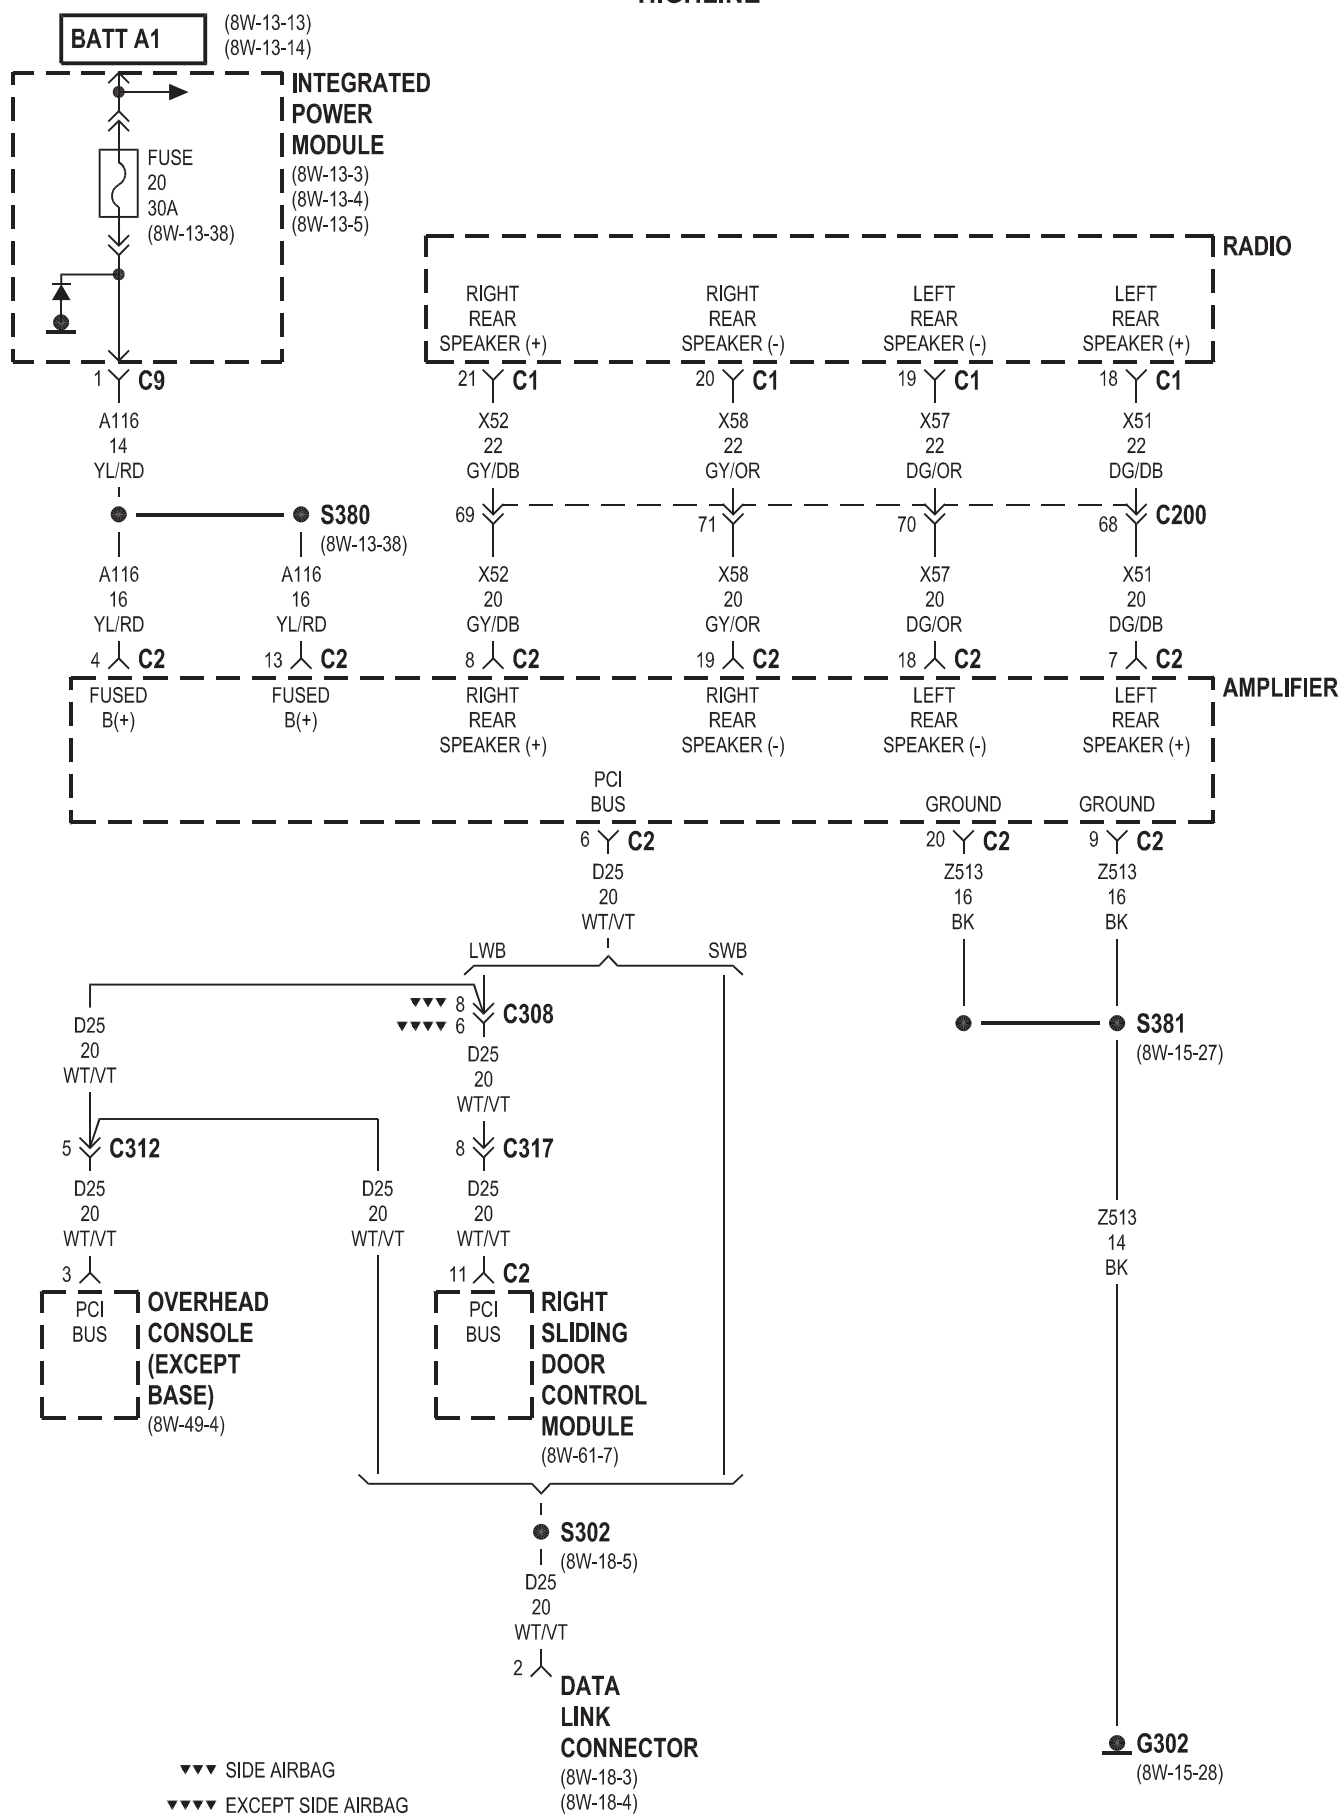 HIGHLINE
BATT A1
(8W-13-13)
(8W-13-14)
INTEGRATED
POWER
MODULE
(8W-13-3)
(8W-13-4)
(8W-13-5)
FUSE
20
30A
(8W-13-38)
RADIO
RIGHT
REAR
SPEAKER (+)
RIGHT
REAR
SPEAKER (-)
LEFT
REAR
SPEAKER (-)
LEFT
REAR
SPEAKER (+)
1 C9
21 C1
20 C1
19 C1
18 C1
A116
14
YL/RD
X52
22
GY/DB
X58
22
GY/OR
X57
22
DG/OR
X51
22
DG/DB
S380
(8W-13-38)
69
71
70
68
C200
A116
16
YL/RD
A116
16
YL/RD
X52
20
GY/DB
X58
20
GY/OR
X57
20
DG/OR
X51
20
DG/DB
4 C2
13 C2
8 C2
19 C2
18 C2
7 C2
AMPLIFIER
FUSED
B(+)
FUSED
B(+)
RIGHT
REAR
SPEAKER (+)
RIGHT
REAR
SPEAKER (-)
LEFT
REAR
SPEAKER (-)
LEFT
REAR
SPEAKER (+)
PCI
BUS
GROUND
GROUND
6 C2
20 C2
9 C2
D25
20
WT/VT
Z513
16
BK
Z513
16
BK
LWB
SWB
▼▼▼ 8
▼▼▼▼ 6
C308
D25
20
WT/VT
D25
20
WT/VT
S381
(8W-15-27)
5 C312
8 C317
D25
20
WT/VT
D25
20
WT/VT
D25
20
WT/VT
Z513
14
BK
3
11 C2
PCI
BUS
OVERHEAD
CONSOLE
(EXCEPT
BASE)
(8W-49-4)
PCI
BUS
RIGHT
SLIDING
DOOR
CONTROL
MODULE
(8W-61-7)
S302
(8W-18-5)
D25
20
WT/VT
2
DATA
LINK
CONNECTOR
(8W-18-3)
(8W-18-4)
G302
(8W-15-28)
▼▼▼ SIDE AIRBAG
▼▼▼▼ EXCEPT SIDE AIRBAG